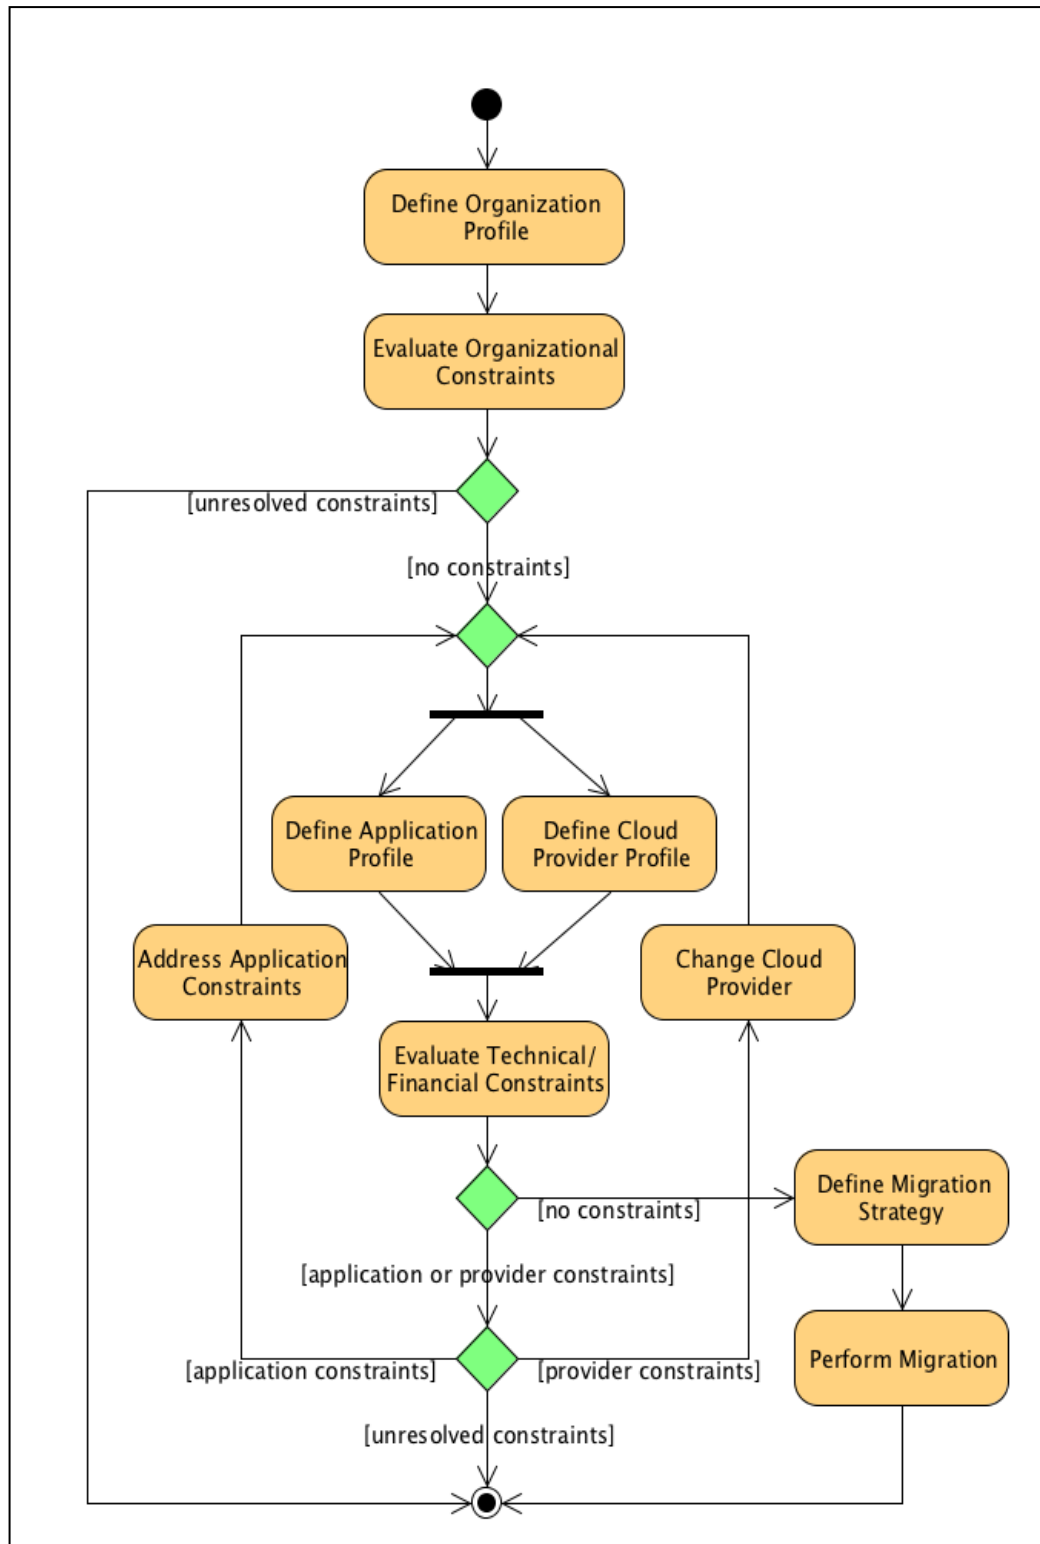 Define Organization
Profile
Evaluate Organizational
Constraints
[unresolved constraints]
[no constraints]
Define Application
Profile
Define Cloud
Provider Profile
Address Application
Constraints
Change Cloud
Provider
Evaluate Technical/
Financial Constraints
[no constraints]
Define Migration
Strategy
[application or provider constraints]
Perform Migration
[application constraints]
[provider constraints]
[unresolved constraints]